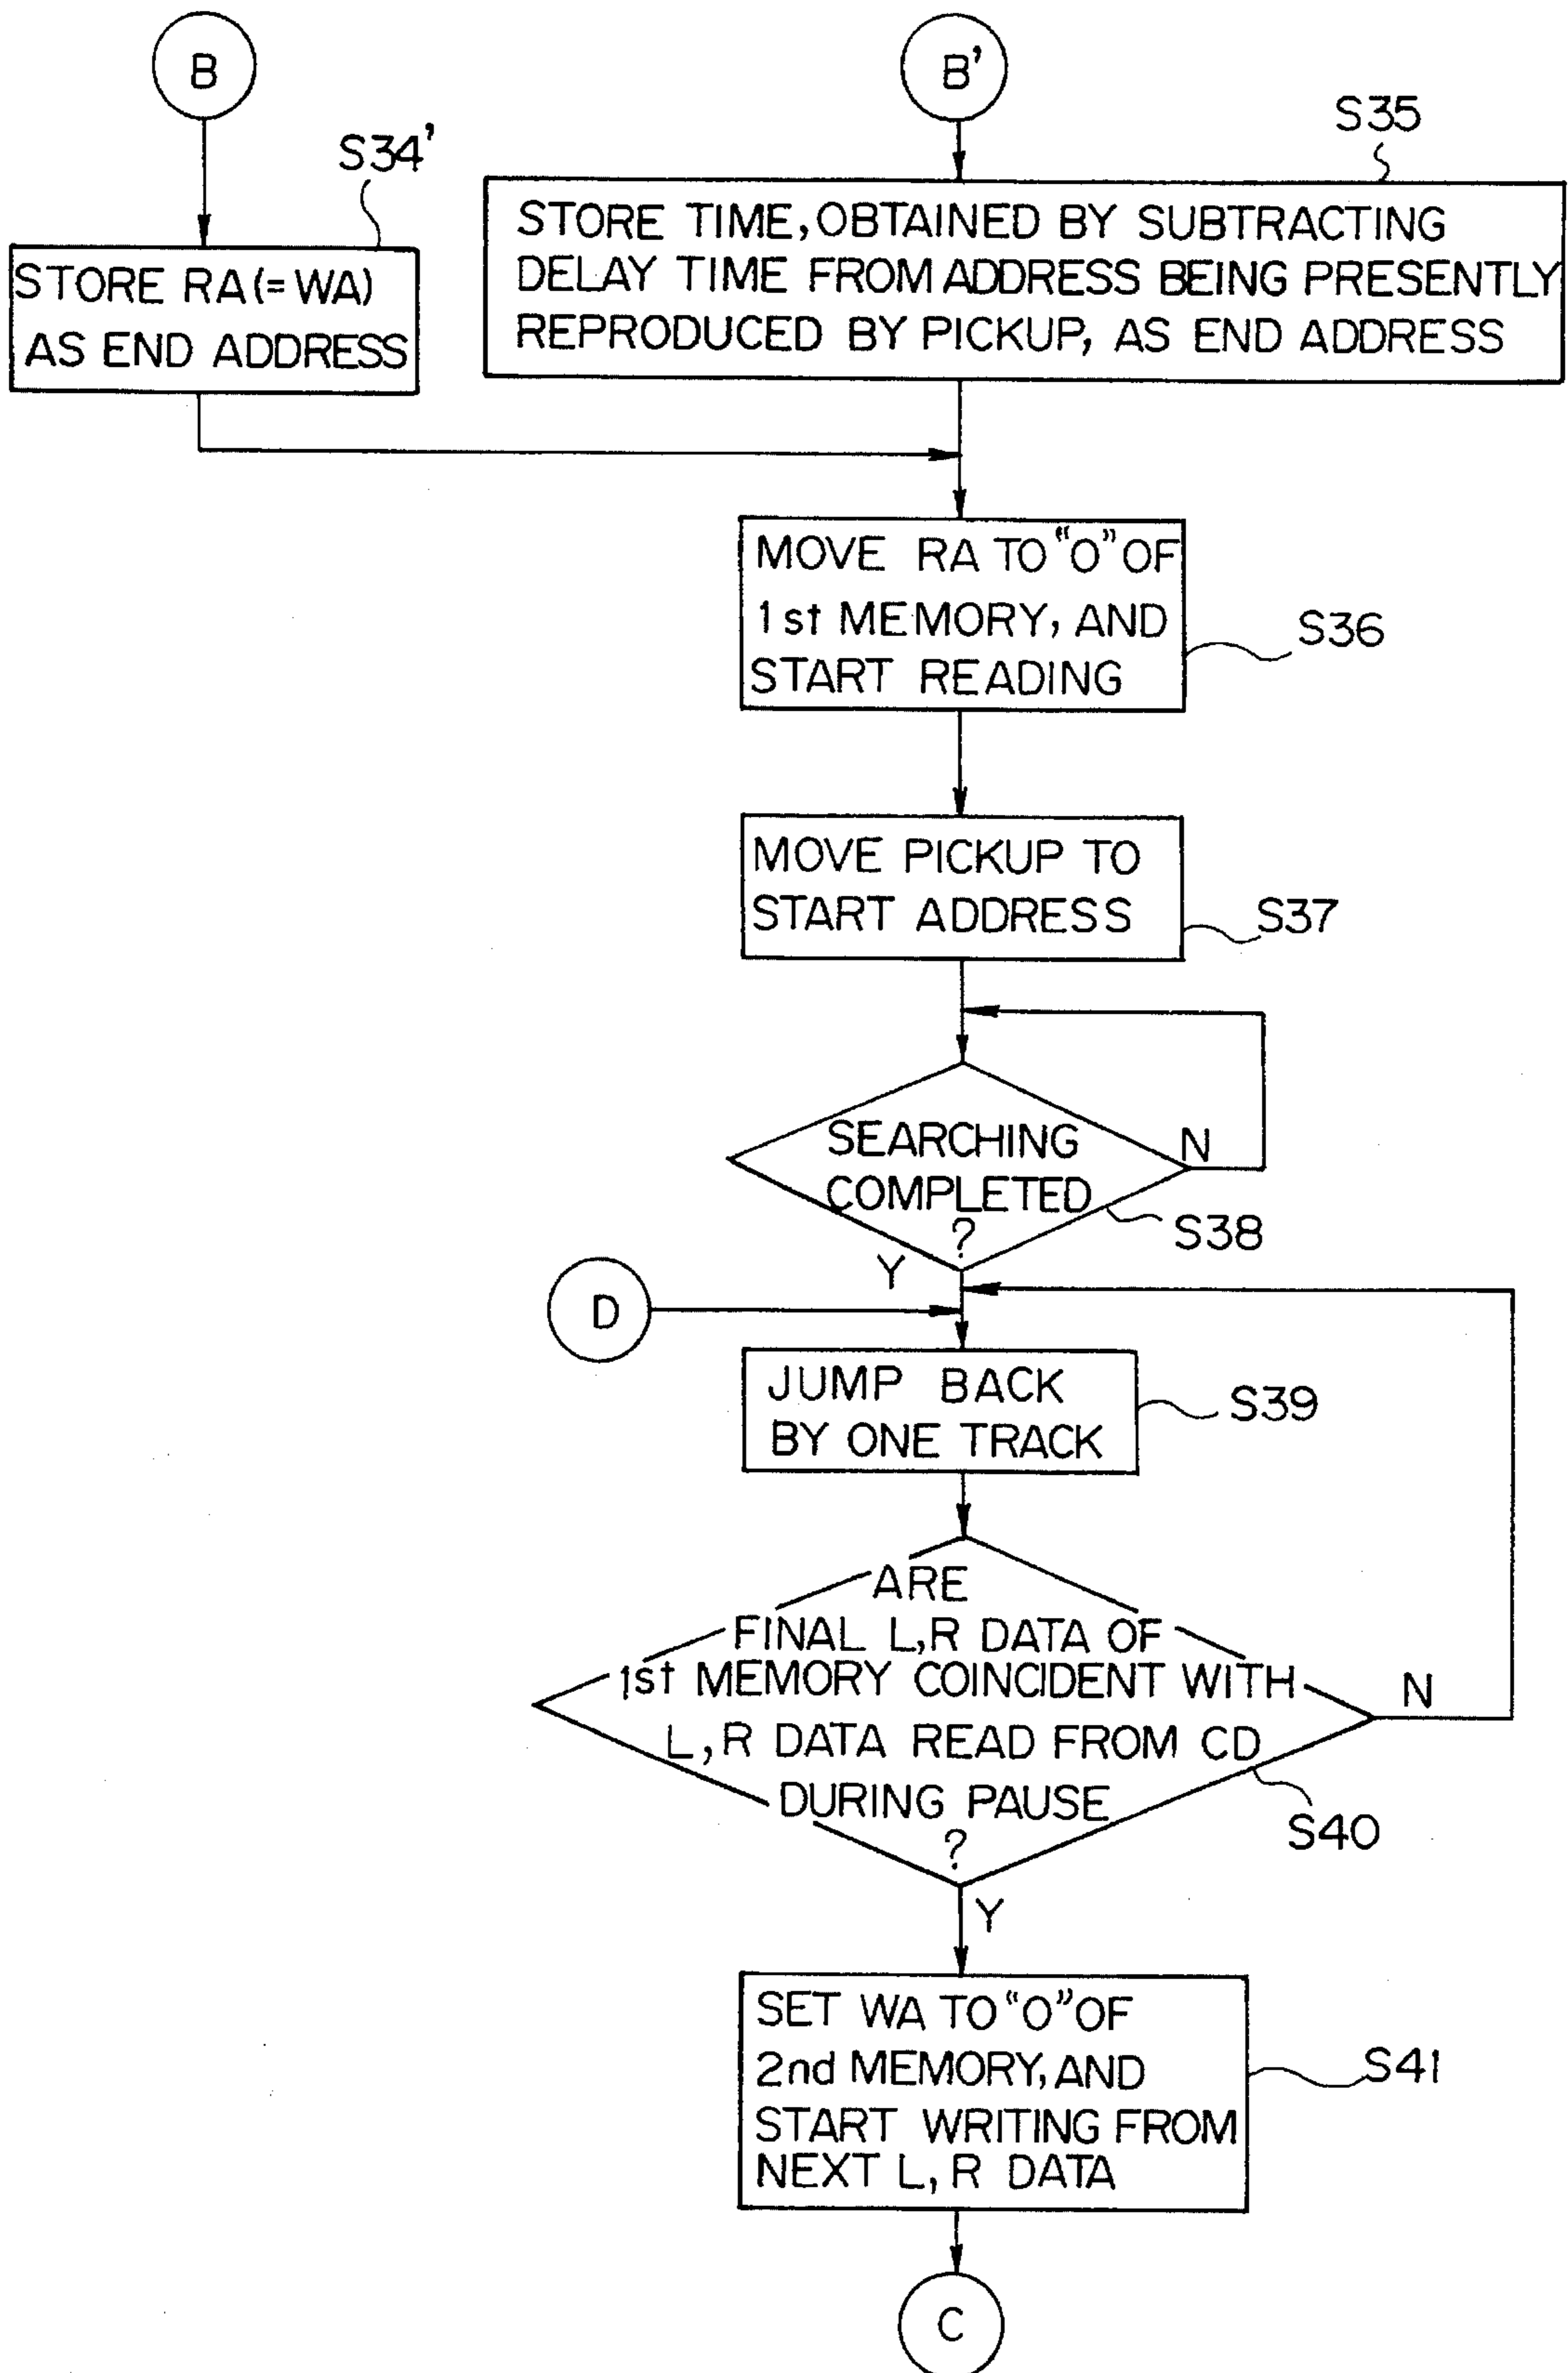 B
B'
S34'
S35
STORE RA(=WA)
AS END ADDRESS
STORE TIME, OBTAINED BY SUBTRACTING
DELAY TIME FROM ADDRESS BEING PRESENTLY
REPRODUCED BY PICKUP, AS END ADDRESS
MOVE RA TO "0" OF
1st MEMORY, AND
START READING
S36
MOVE PICKUP TO
START ADDRESS
S37
SEARCHING
COMPLETED
?
N
S38
Y
D
JUMP BACK
BY ONE TRACK
S39
ARE
FINAL L,R DATA OF
1st MEMORY COINCIDENT WITH
L,R DATA READ FROM CD
DURING PAUSE
?
N
S40
Y
SET WA TO "0" OF
2nd MEMORY, AND
START WRITING FROM
NEXT L,R DATA
S41
C